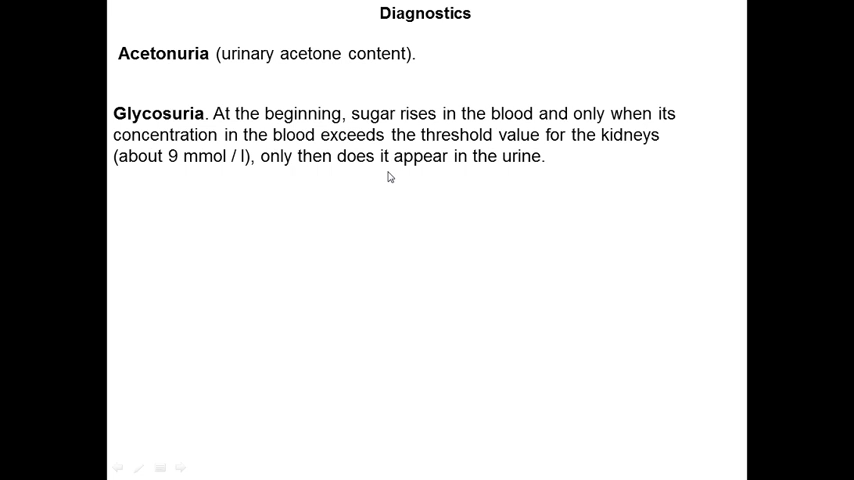 Diagnostics
Acetonuria (urinary acetone content).
Glycosuria. At the beginning, sugar rises in the blood and only when its
concentration in the blood exceeds the threshold value for the kidneys
(about 9 mmol / l), only then does it appear in the urine.